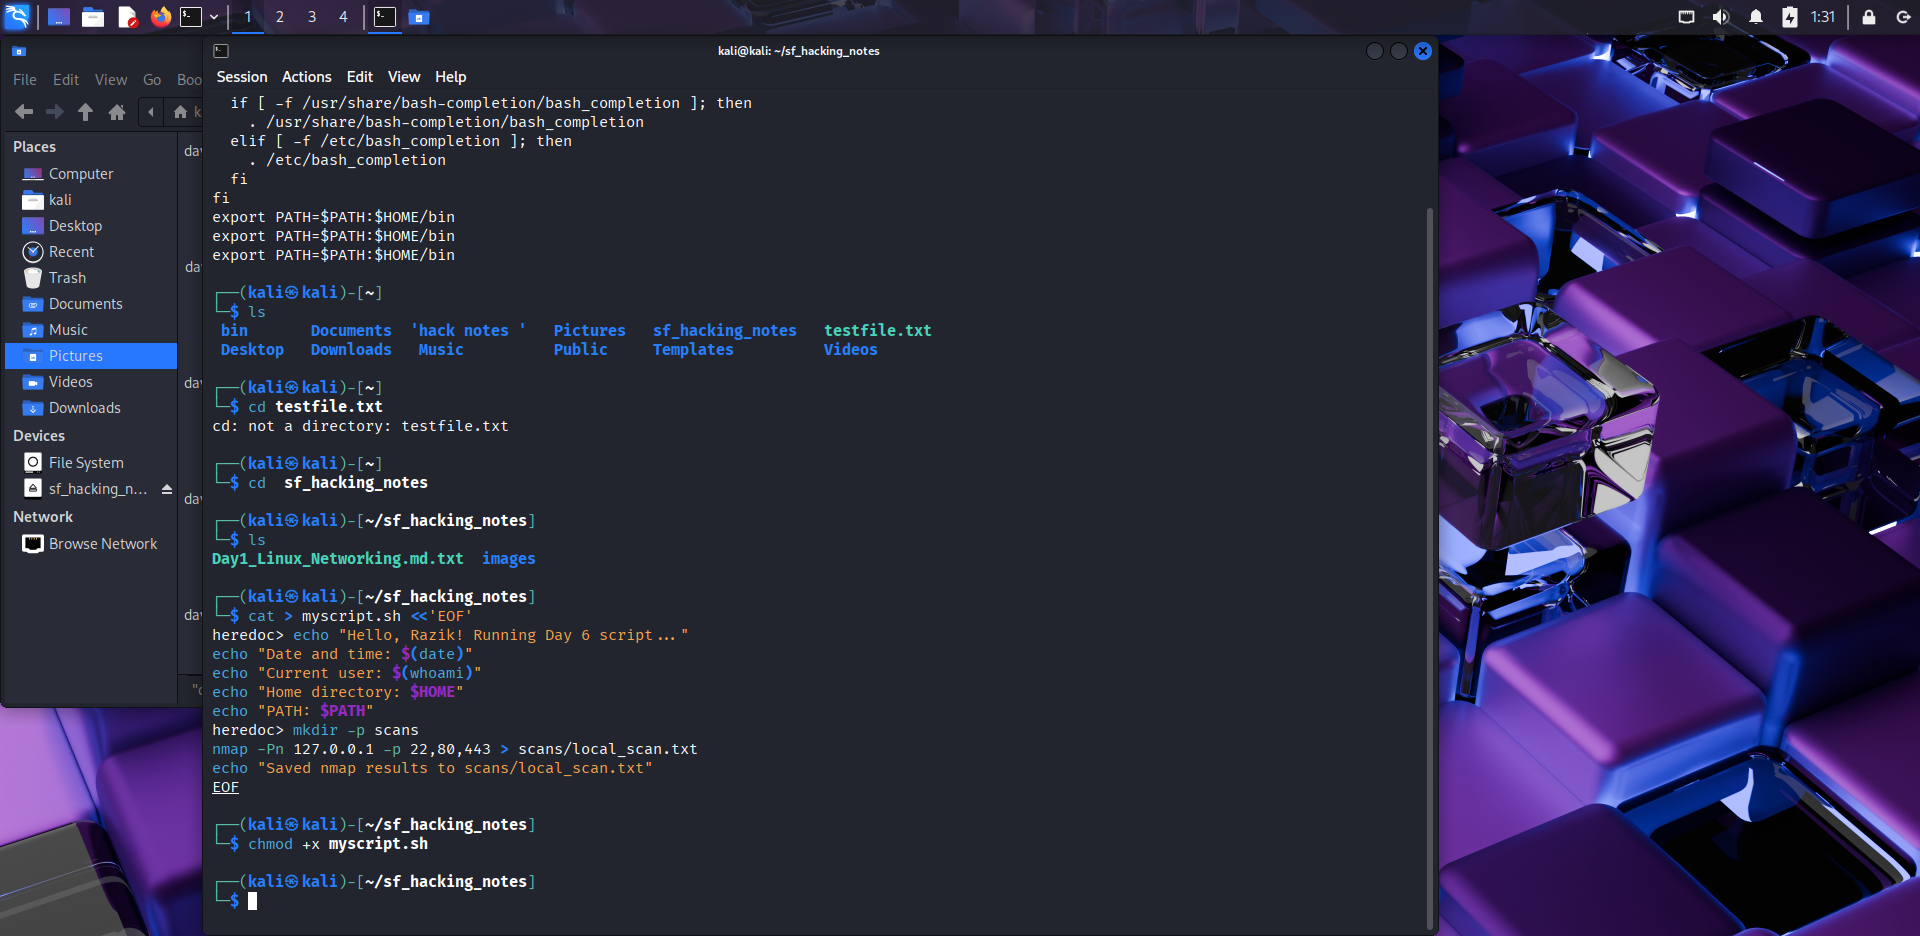 1 2 3 4
1:31
kali@kali: ~/sf_hacking_notes
File Edit View Go
Session Actions Edit View Help
Places
Computer
kali
Desktop
Recent
Trash
Documents
Music
Pictures
Videos
Downloads
Devices
File System
sf_hacking_n...
Network
Browse Network
if [ -f /usr/share/bash-completion/bash_completion ]; then
. /usr/share/bash-completion/bash_completion
elif [ -f /etc/bash_completion ]; then
. /etc/bash_completion
fi
fi
export PATH=$PATH:$HOME/bin
export PATH=$PATH:$HOME/bin
export PATH=$PATH:$HOME/bin
┌──(kali㉿kali)-[~]
└─$ ls
bin Documents 'hack notes ' Pictures sf_hacking_notes testfile.txt
Desktop Downloads Music Public Templates Videos
┌──(kali㉿kali)-[~]
└─$ cd testfile.txt
cd: not a directory: testfile.txt
┌──(kali㉿kali)-[~]
└─$ cd  sf_hacking_notes
┌──(kali㉿kali)-[~/sf_hacking_notes]
└─$ ls
Day1_Linux_Networking.md.txt images
┌──(kali㉿kali)-[~/sf_hacking_notes]
└─$ cat > myscript.sh <<'EOF'
heredoc> echo "Hello, Razik! Running Day 6 script..."
echo "Date and time: $(date)"
echo "Current user: $(whoami)"
echo "Home directory: $HOME"
echo "PATH: $PATH"
heredoc> mkdir -p scans
nmap -Pn 127.0.0.1 -p 22,80,443 > scans/local_scan.txt
echo "Saved nmap results to scans/local_scan.txt"
EOF
┌──(kali㉿kali)-[~/sf_hacking_notes]
└─$ chmod +x myscript.sh
┌──(kali㉿kali)-[~/sf_hacking_notes]
└─$